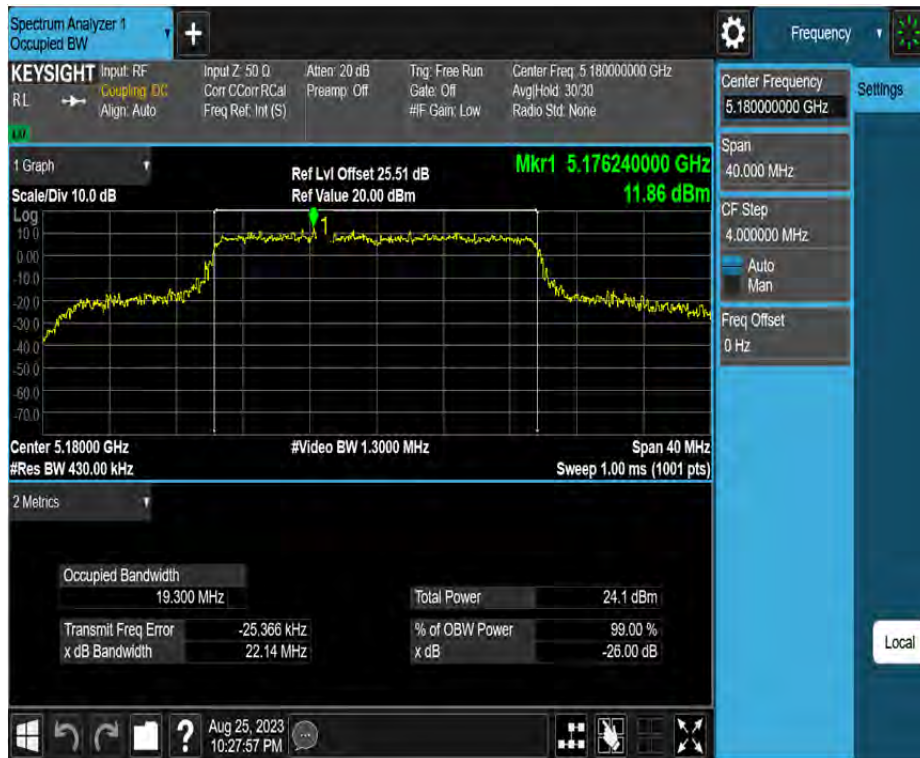 Spectrum Analyzer 1
Occupied BW
Frequency
KEYSIGHT
RL
Input: RF
Coupling: DC
Align: Auto
Input Z: 50 Ω
Corr CCorr RCal
Freq Ref: Int (S)
Atten: 20 dB
Preamp: Off
Trig: Free Run
Gate: Off
#IF Gain: Low
Center Freq: 5.180000000 GHz
Avg|Hold: 30/30
Radio Std: None
Center Frequency
5.180000000 GHz
Settings
Span
40.000 MHz
CF Step
4.000000 MHz
Auto
Man
Freq Offset
0 Hz
1 Graph
Scale/Div 10.0 dB
Ref Lvl Offset 25.51 dB
Ref Value 20.00 dBm
Mkr1 5.176240000 GHz
11.86 dBm
Log
10.0
0.00
-10.0
-20.0
-30.0
-40.0
-50.0
-60.0
-70.0
1
Center 5.18000 GHz
#Res BW 430.00 kHz
#Video BW 1.3000 MHz
Span 40 MHz
Sweep 1.00 ms (1001 pts)
2 Metrics
Occupied Bandwidth
19.300 MHz
Total Power 24.1 dBm
Transmit Freq Error -25.366 kHz
% of OBW Power 99.00 %
x dB Bandwidth 22.14 MHz
x dB -26.00 dB
Local
Aug 25, 2023
10:27:57 PM